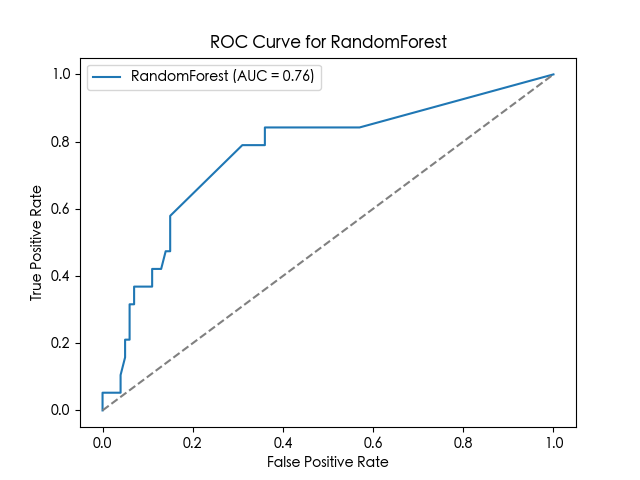 ROC Curve for RandomForest
RandomForest (AUC = 0.76)
True Positive Rate
1.0
0.8
0.6
0.4
0.2
0.0
0.0 0.2 0.4 0.6 0.8 1.0
False Positive Rate